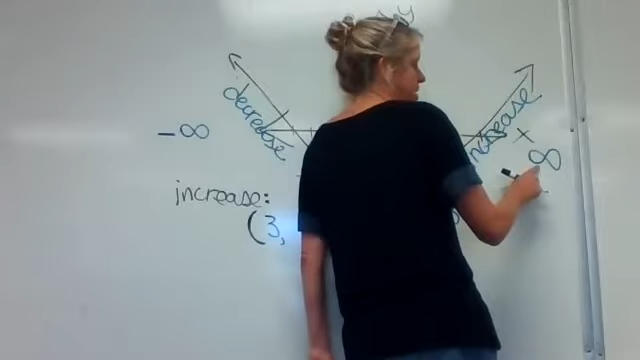 y
decrease
increase
-∞
x
∞
increase:
(3,